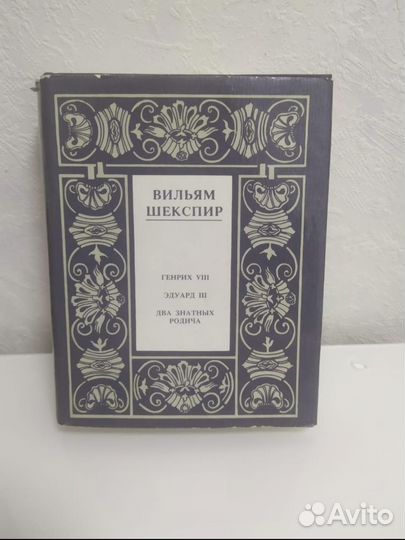 ВИЛЬЯМ
ШЕКСПИР
ГЕНРИХ VIII
ЭДУАРД III
ДВА ЗНАТНЫХ
РОДИЧА
Avito